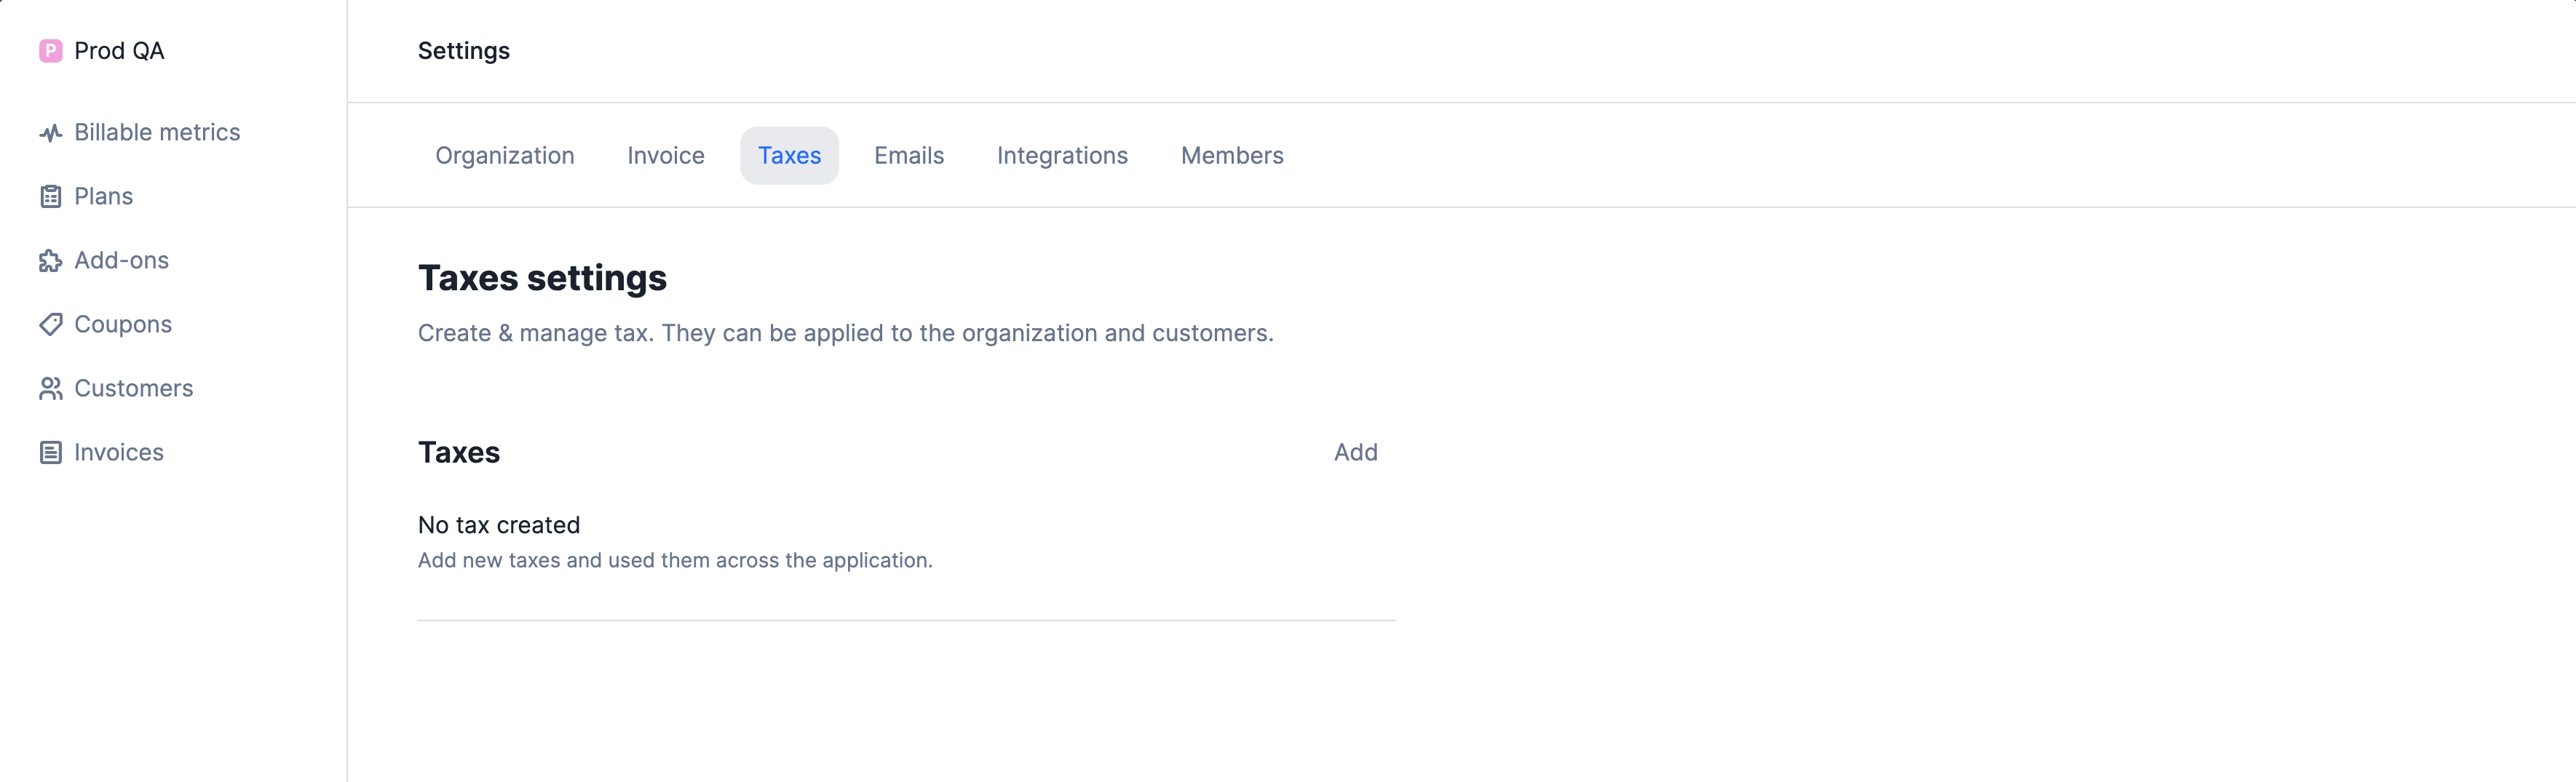 P Prod QA
Billable metrics
Plans
Add-ons
Coupons
Customers
Invoices
Settings
Organization Invoice Taxes Emails Integrations Members
Taxes settings
Create & manage tax. They can be applied to the organization and customers.
Taxes Add
No tax created
Add new taxes and used them across the application.